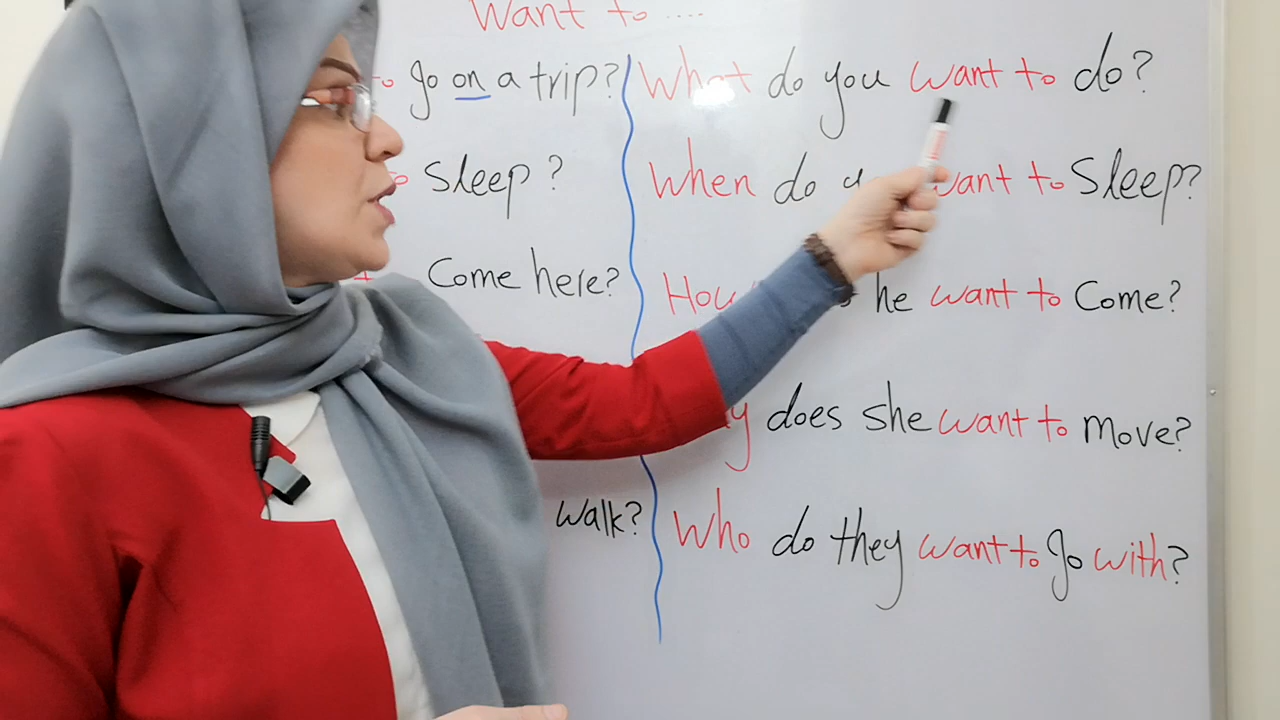 Want to ....
go on a trip?
Sleep?
Come here?
walk?
What do you want to do?
When do want to Sleep?
he want to Come?
does she want to move?
Who do they want to go with?